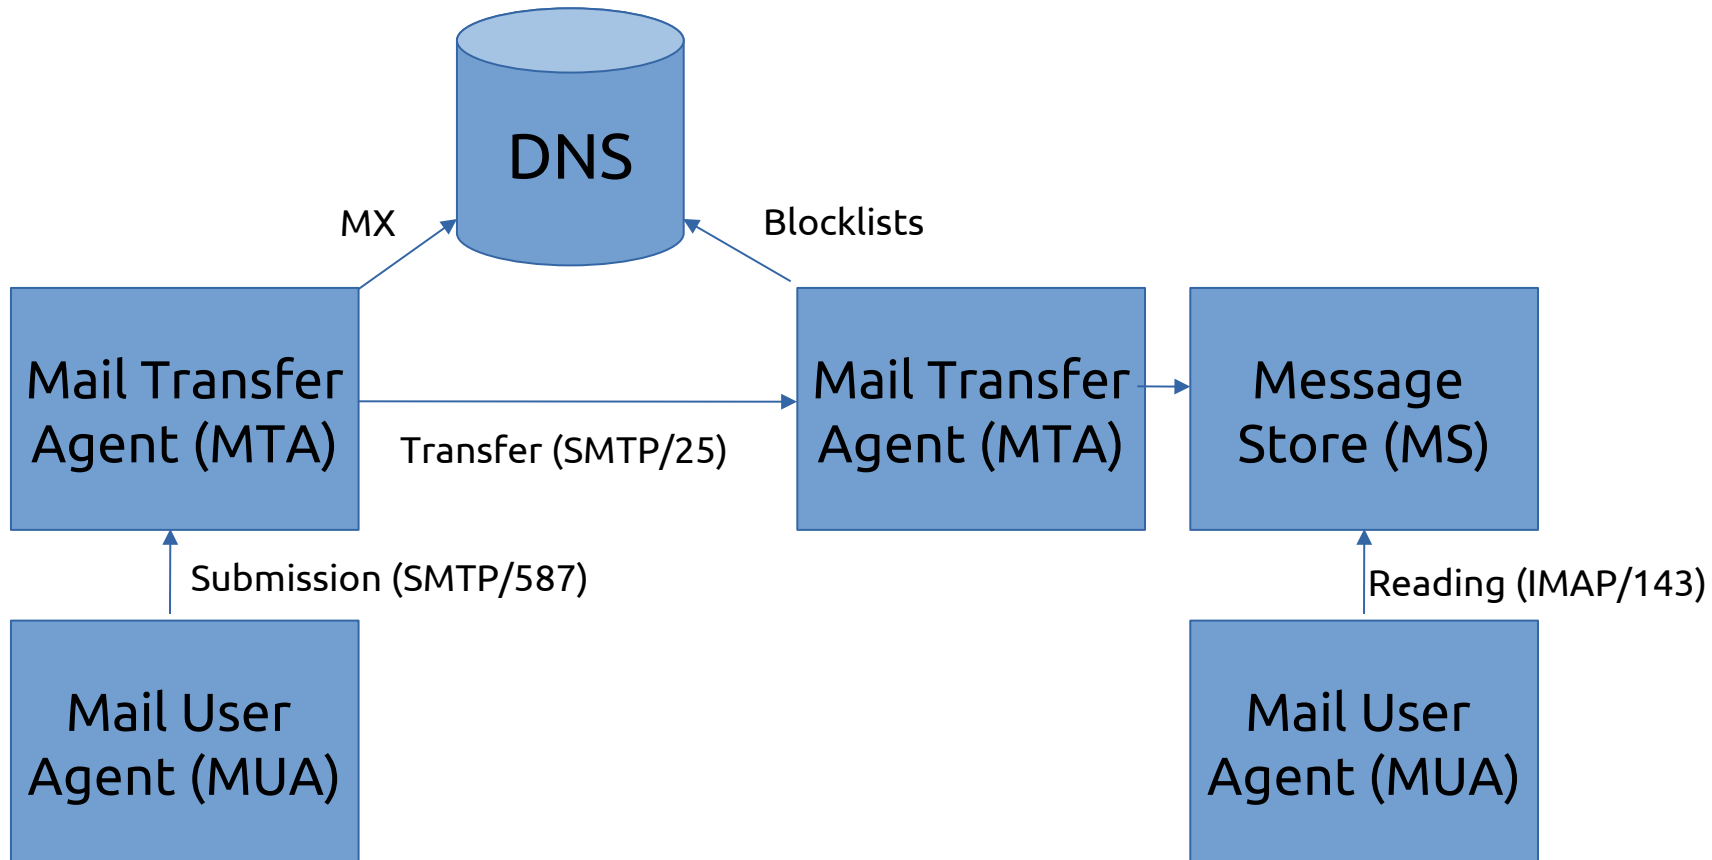 DNS
MX
Blocklists
Mail Transfer
Agent (MTA)
Transfer (SMTP/25)
Mail Transfer
Agent (MTA)
Message
Store (MS)
Submission (SMTP/587)
Reading (IMAP/143)
Mail User
Agent (MUA)
Mail User
Agent (MUA)